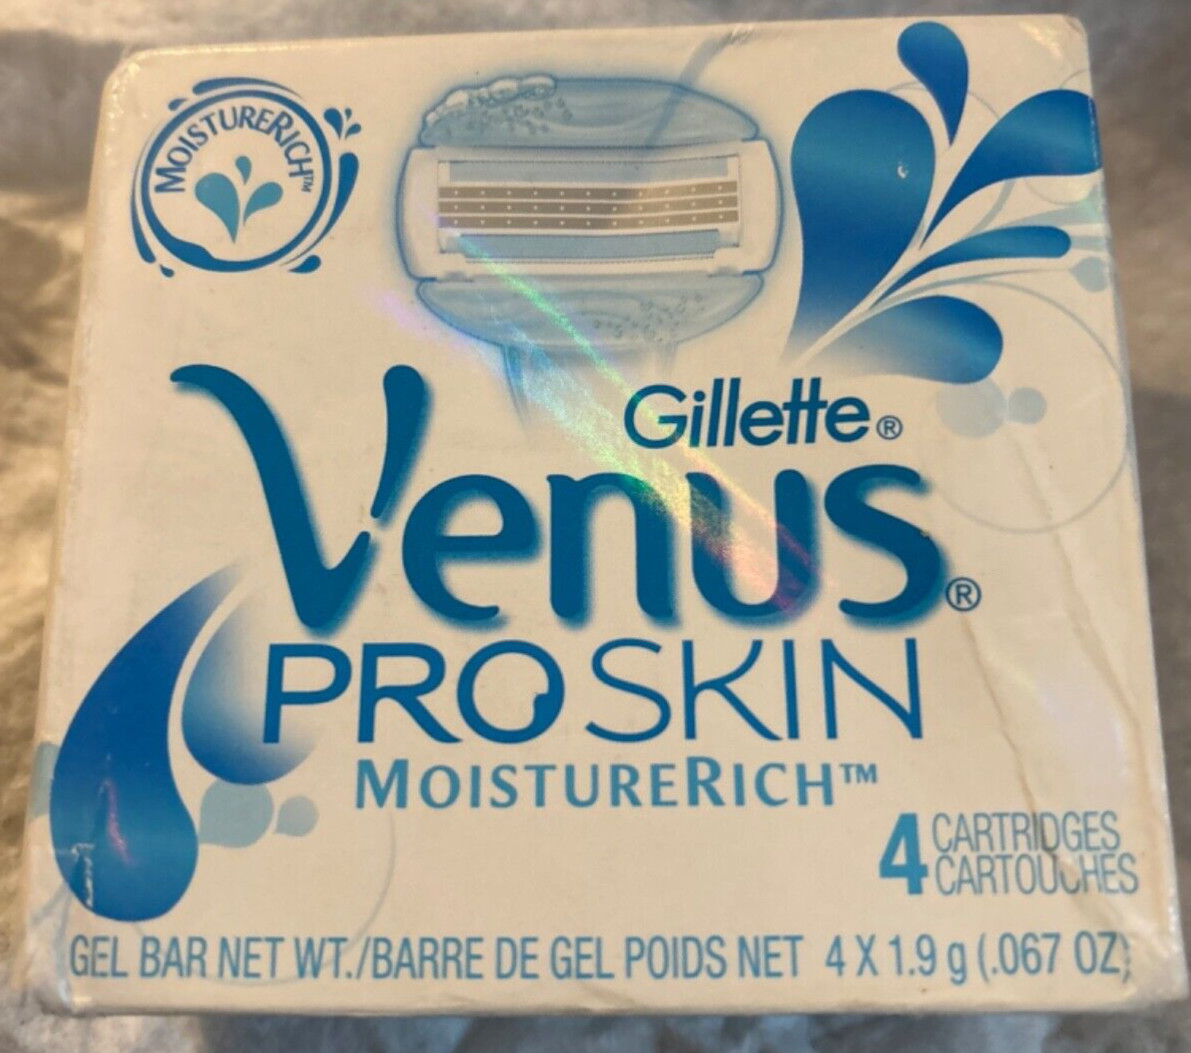 MOISTURERICH™
Gillette®
Venus®
PROSKIN
MOISTURERICH™
4 CARTRIDGES
CARTOUCHES
GEL BAR NET WT./BARRE DE GEL POIDS NET 4 X 1.9 g (.067 OZ)